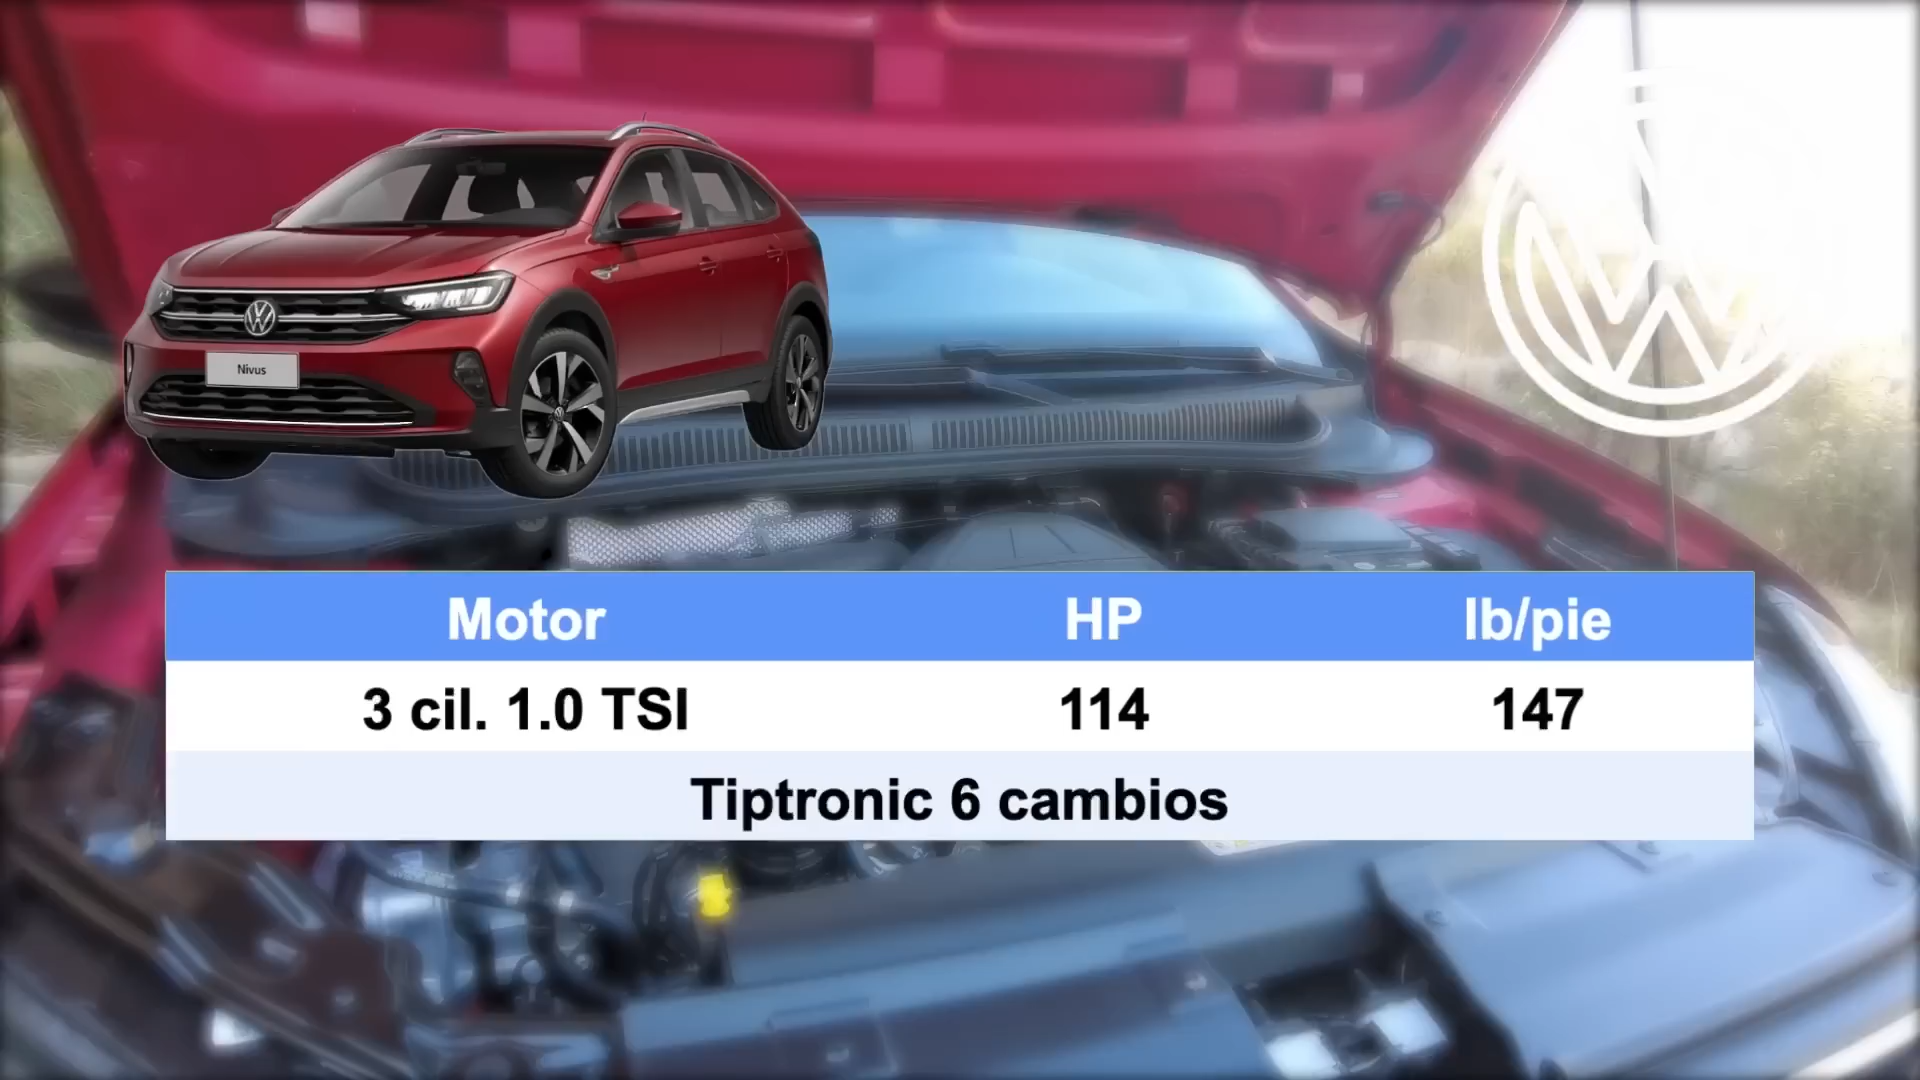 Nivus
Motor HP lb/pie
3 cil. 1.0 TSI 114 147
Tiptronic 6 cambios